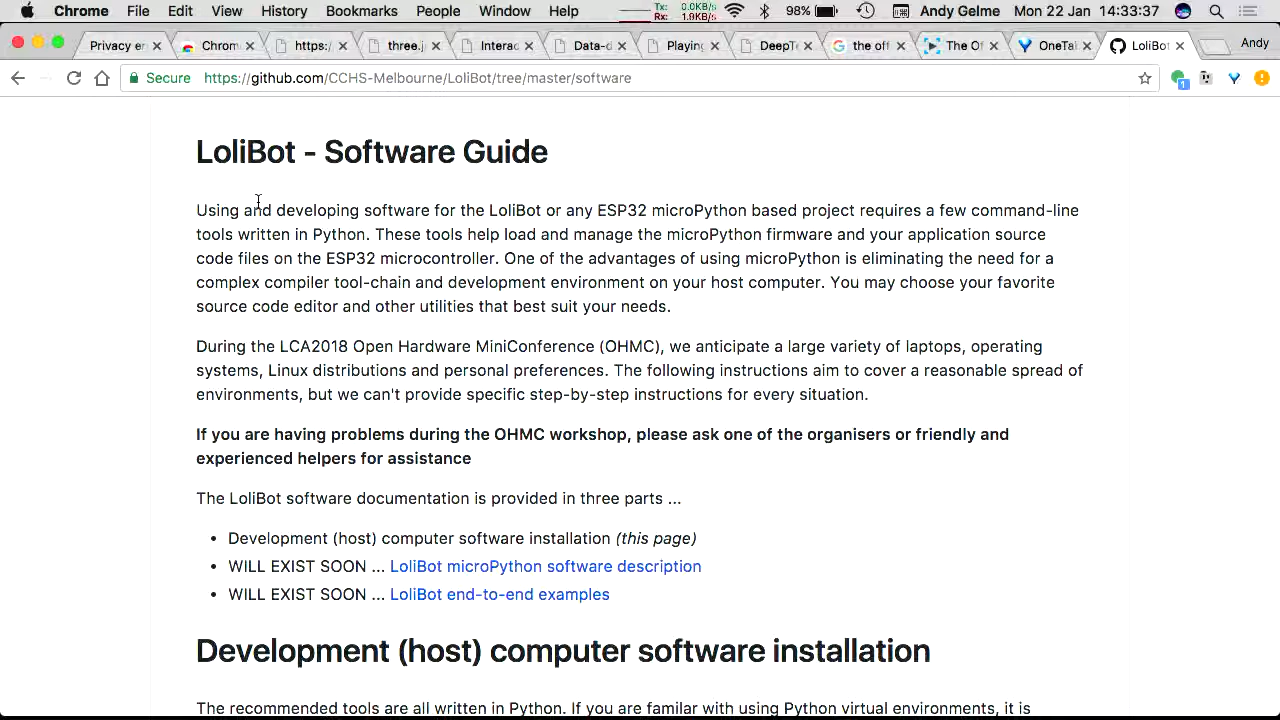 Chrome File Edit View History Bookmarks People Window Help Tx: 0.0KB/s Rx: 1.9KB/s 98% Andy Gelme Mon 22 Jan 14:33:37
Privacy er Chrom https:/ three.j Interac Data-d Playing DeepT the ot The O OneTa LoliBot Andy
Secure https://github.com/CCHS-Melbourne/LoliBot/tree/master/software 1
LoliBot - Software Guide
Using and developing software for the LoliBot or any ESP32 microPython based project requires a few command-line
tools written in Python. These tools help load and manage the microPython firmware and your application source
code files on the ESP32 microcontroller. One of the advantages of using microPython is eliminating the need for a
complex compiler tool-chain and development environment on your host computer. You may choose your favorite
source code editor and other utilities that best suit your needs.
During the LCA2018 Open Hardware MiniConference (OHMC), we anticipate a large variety of laptops, operating
systems, Linux distributions and personal preferences. The following instructions aim to cover a reasonable spread of
environments, but we can't provide specific step-by-step instructions for every situation.
If you are having problems during the OHMC workshop, please ask one of the organisers or friendly and
experienced helpers for assistance
The LoliBot software documentation is provided in three parts ...
• Development (host) computer software installation (this page)
• WILL EXIST SOON ... LoliBot microPython software description
• WILL EXIST SOON ... LoliBot end-to-end examples
Development (host) computer software installation
The recommended tools are all written in Python. If you are familar with using Python virtual environments, it is